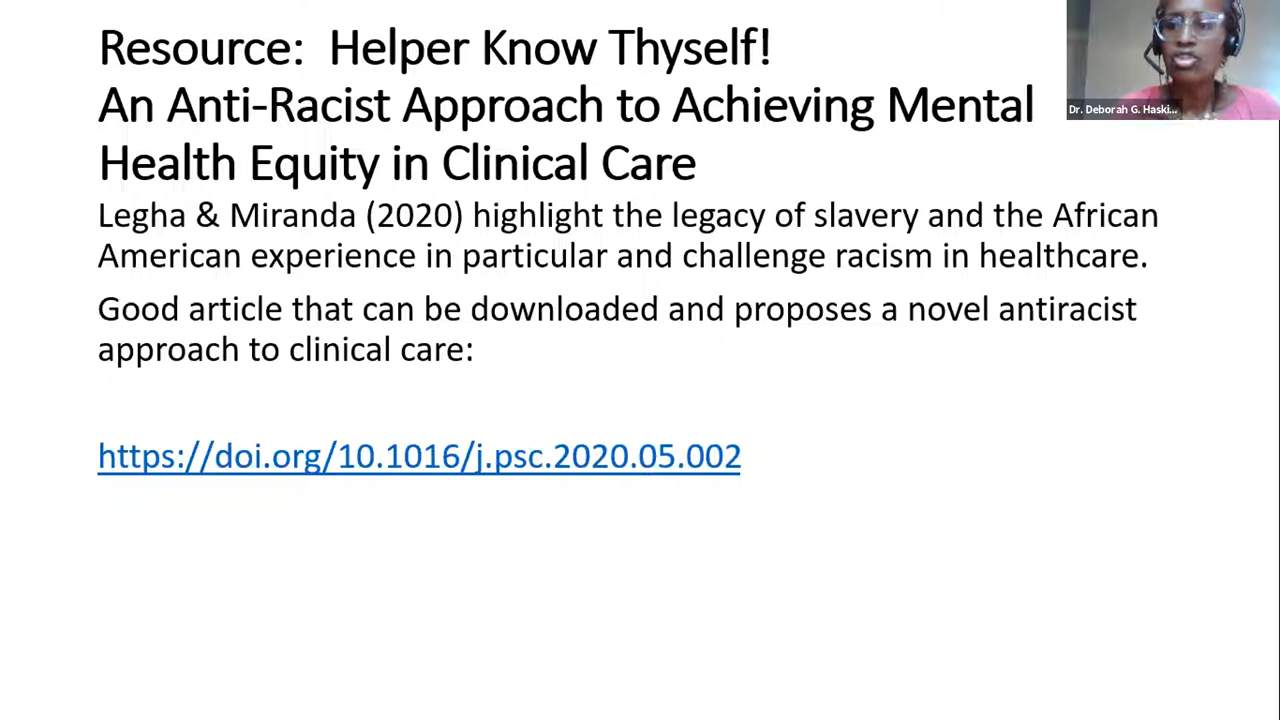 Resource: Helper Know Thyself!
An Anti-Racist Approach to Achieving Mental
Health Equity in Clinical Care
Legha & Miranda (2020) highlight the legacy of slavery and the African
American experience in particular and challenge racism in healthcare.
Good article that can be downloaded and proposes a novel antiracist
approach to clinical care:
https://doi.org/10.1016/j.psc.2020.05.002
Dr. Deborah G. Haski...